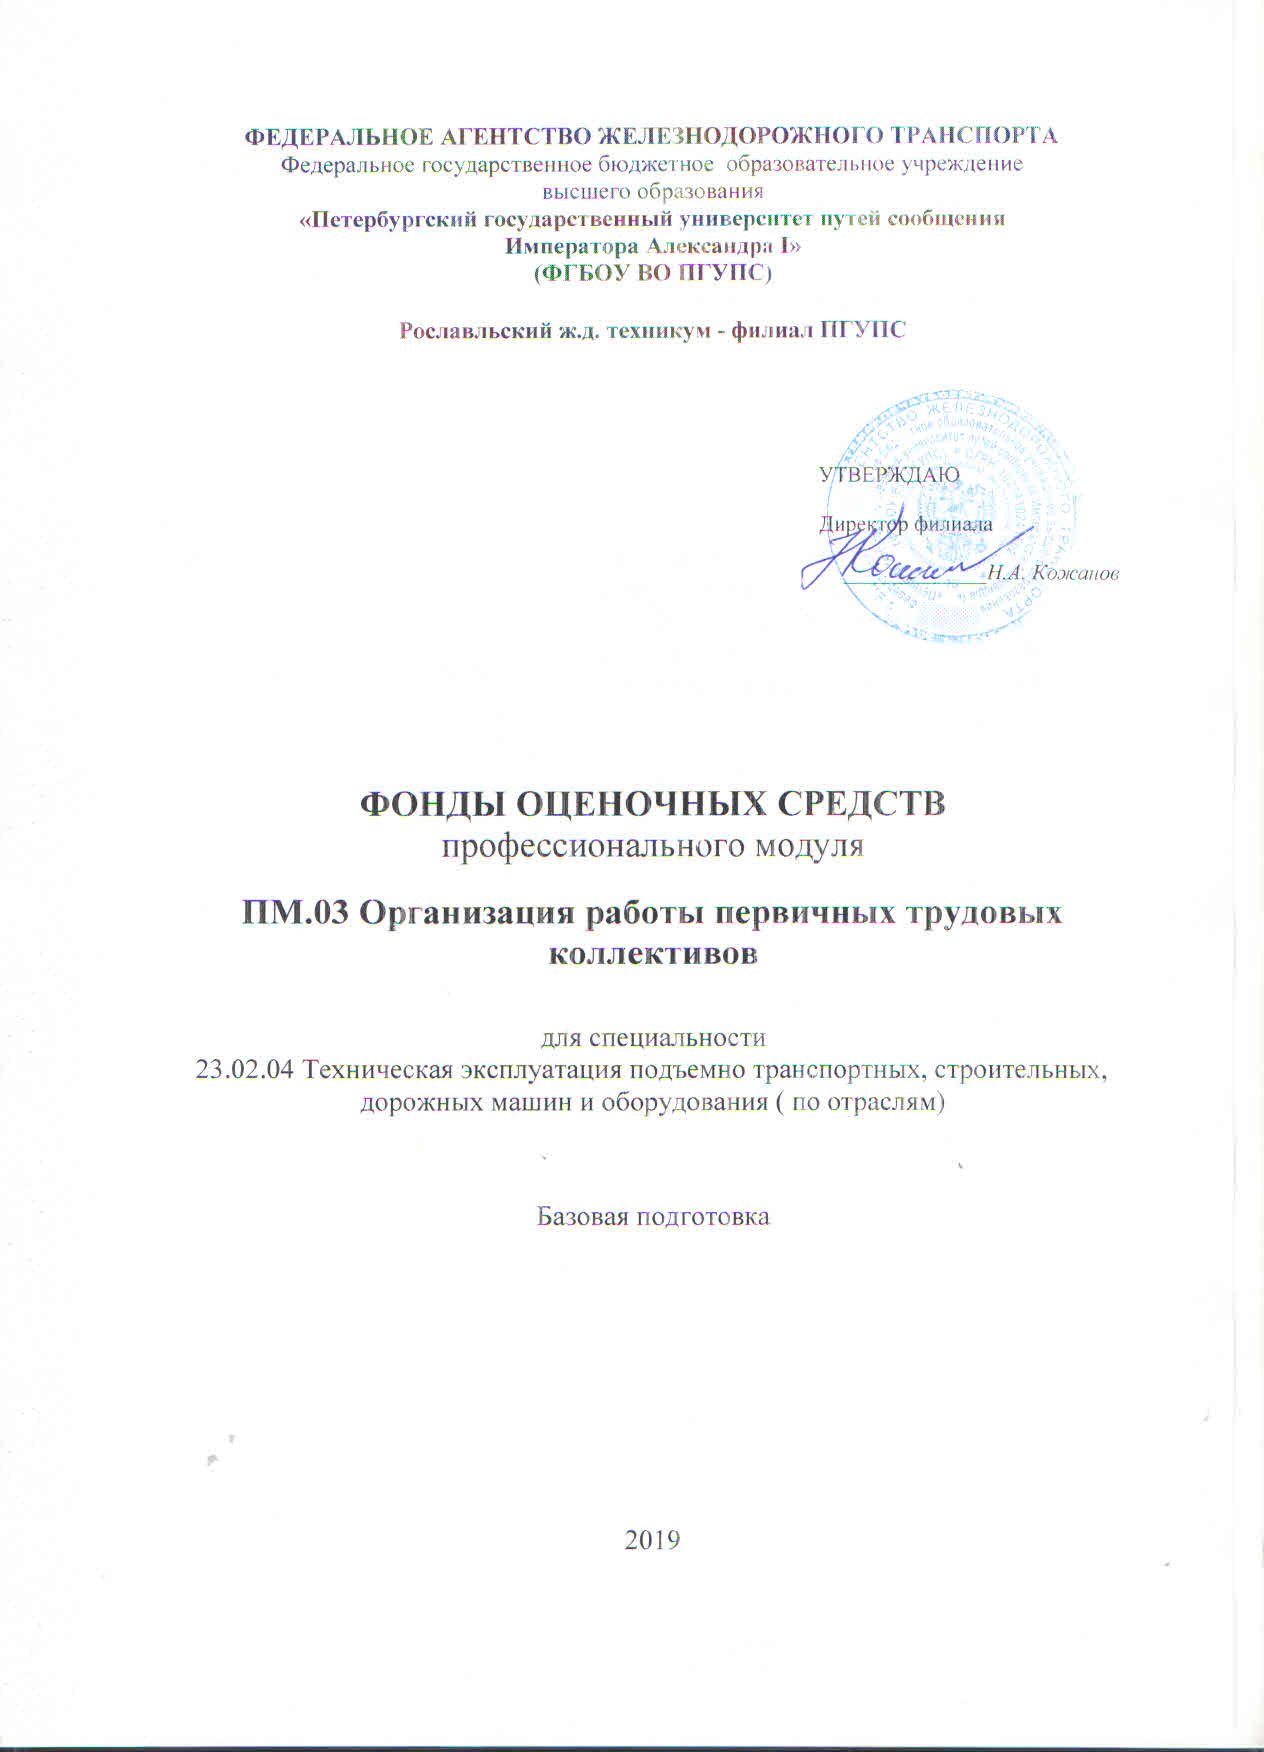 ФЕДЕРАЛЬНОЕ АГЕНТСТВО ЖЕЛЕЗНОДОРОЖНОГО ТРАНСПОРТА
Федеральное государственное бюджетное образовательное учреждение
высшего образования
«Петербургский государственный университет путей сообщения
Императора Александра I»
(ФГБОУ ВО ПГУПС)
Рославльский ж.д. техникум - филиал ПГУПС
УТВЕРЖДАЮ
Директор филиала
Н.А. Кожанов
ФОНДЫ ОЦЕНОЧНЫХ СРЕДСТВ
профессионального модуля
ПМ.03 Организация работы первичных трудовых
коллективов
для специальности
23.02.04 Техническая эксплуатация подъемно транспортных, строительных,
дорожных машин и оборудования ( по отраслям)
Базовая подготовка
2019